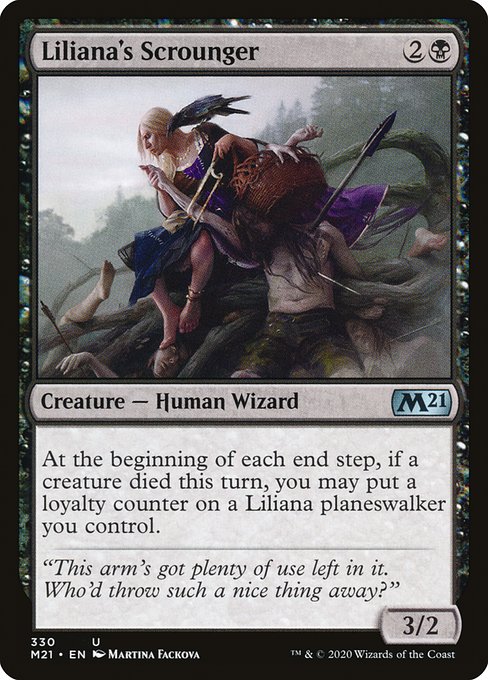 Liliana's Scrounger 2
Creature — Human Wizard M21
At the beginning of each end step, if a
creature died this turn, you may put a
loyalty counter on a Liliana planeswalker
you control.
“This arm's got plenty of use left in it.
Who'd throw such a nice thing away?”
3/2
330 U
M21 • EN Martina Fackova ™ & © 2020 Wizards of the Coast